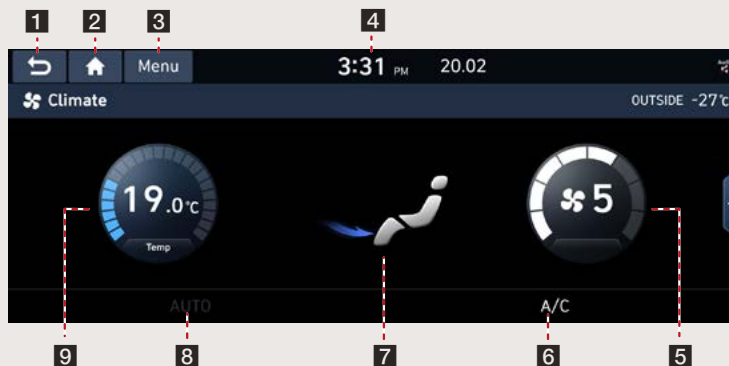 1 2 3 4
Menu 3:31 PM 20.02
Climate OUTSIDE -27℃
19.0℃ 5
Temp
AUTO A/C
9 8 7 6 5